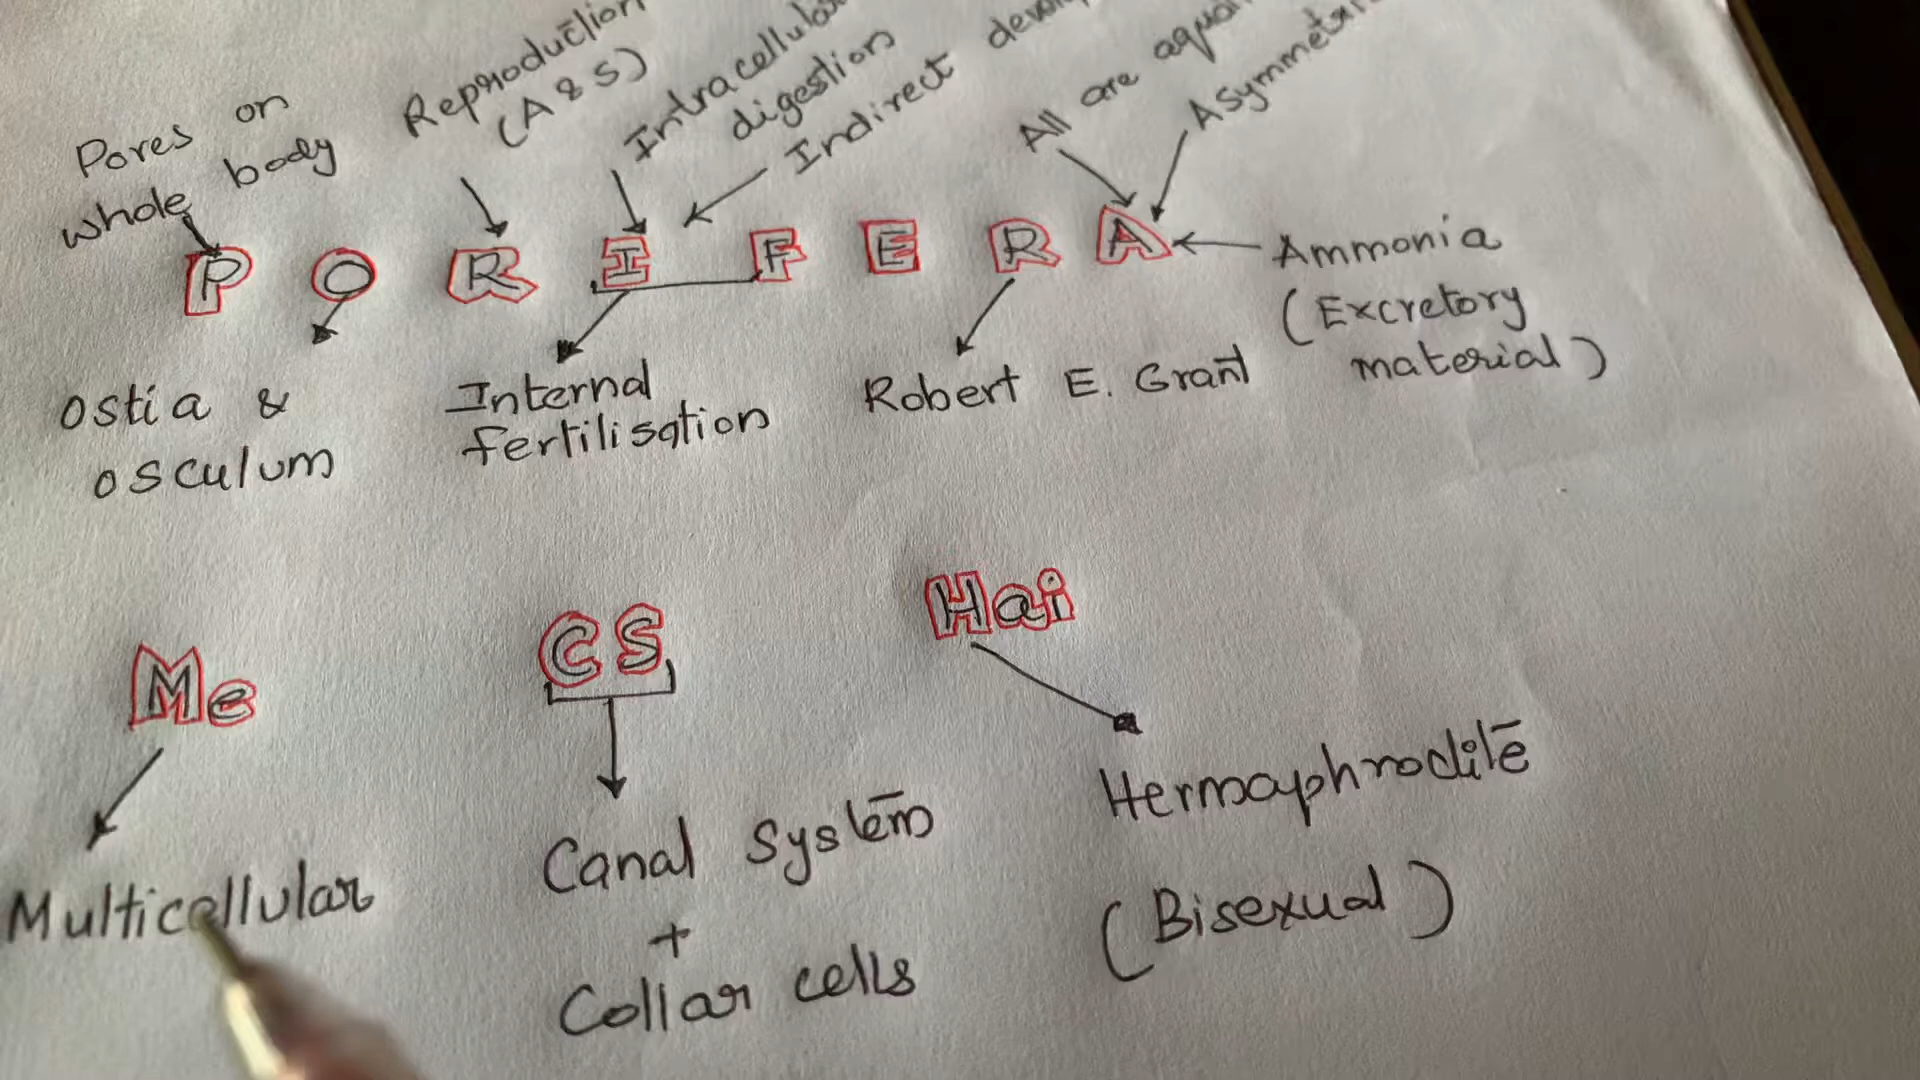 Pores on
whole body
Reproduction
(A & S)
Intracellular
digestion
Indirect
All are
PORIFERA
Ostia &
osculum
Internal
fertilisation
Robert E. Grant
Ammonia
(Excretory
material)
Me CS Hai
Multicellular
Canal System
+
Collar cells
Hermaphrodite
(Bisexual)